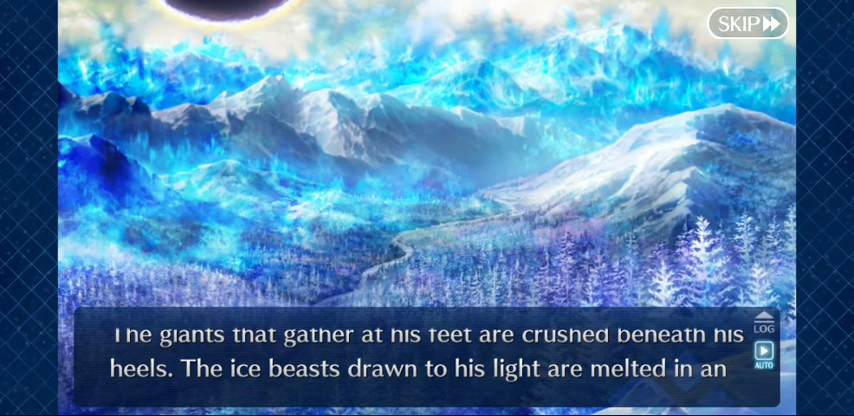 SKIP
The giants that gather at his feet are crushed beneath his
heels. The ice beasts drawn to his light are melted in an
LOG
AUTO